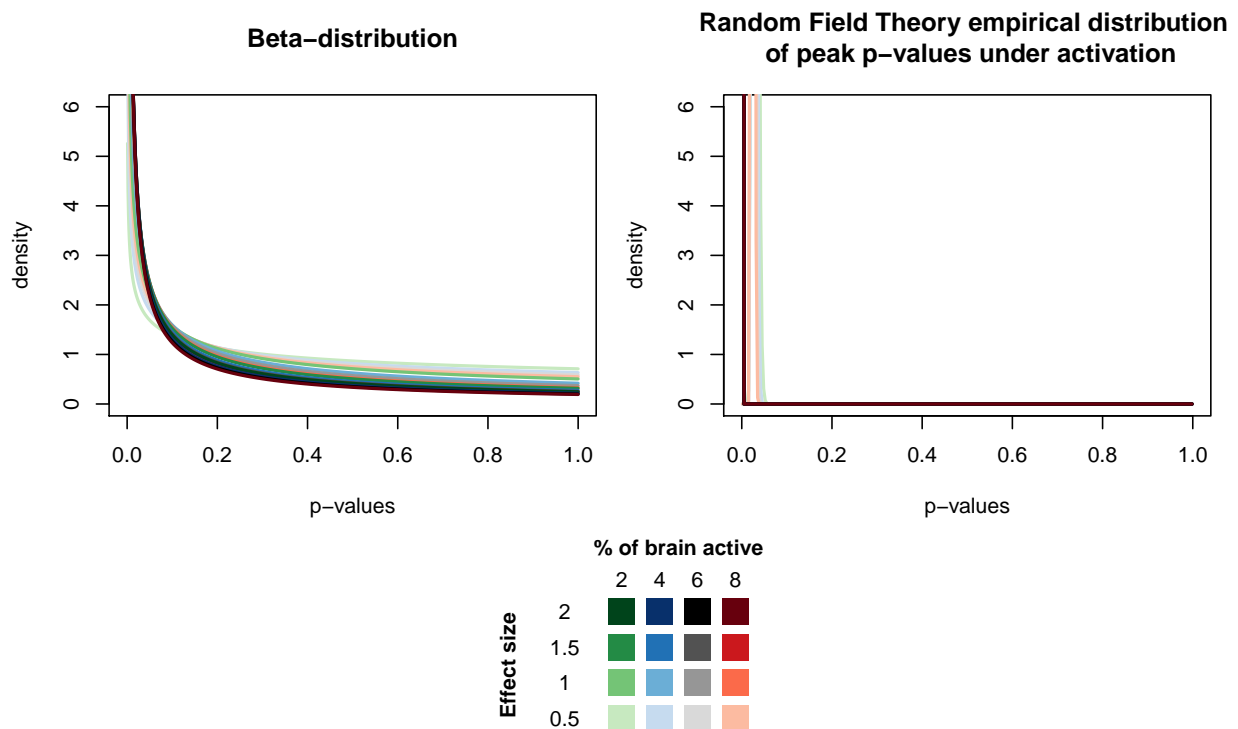 Beta−distribution
Random Field Theory empirical distribution
of peak p−values under activation
6
5
4
3
2
1
0
density
0.0 0.2 0.4 0.6 0.8 1.0
p−values
6
5
4
3
2
1
0
density
0.0 0.2 0.4 0.6 0.8 1.0
p−values
% of brain active
2 4 6 8
Effect size
2
1.5
1
0.5